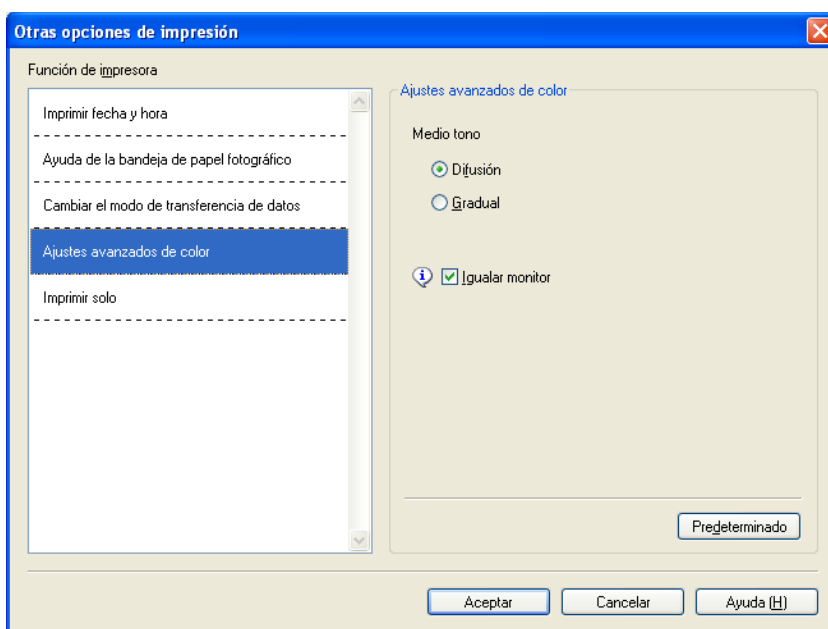 Otras opciones de impresión
Función de impresora
Imprimir fecha y hora
Ayuda de la bandeja de papel fotográfico
Cambiar el modo de transferencia de datos
Ajustes avanzados de color
Imprimir solo
Ajustes avanzados de color
Medio tono
Difusión
Gradual
Igualar monitor
Predeterminado
Aceptar
Cancelar
Ayuda (H)